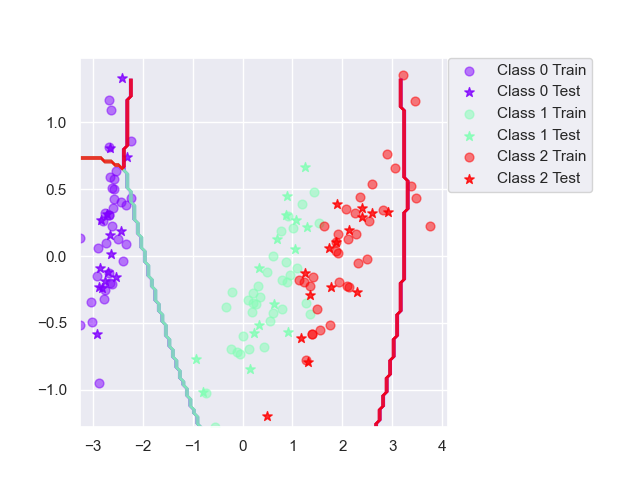 Class 0 Train
Class 0 Test
Class 1 Train
Class 1 Test
Class 2 Train
Class 2 Test
1.0
0.5
0.0
−0.5
−1.0
−3 −2 −1 0 1 2 3 4